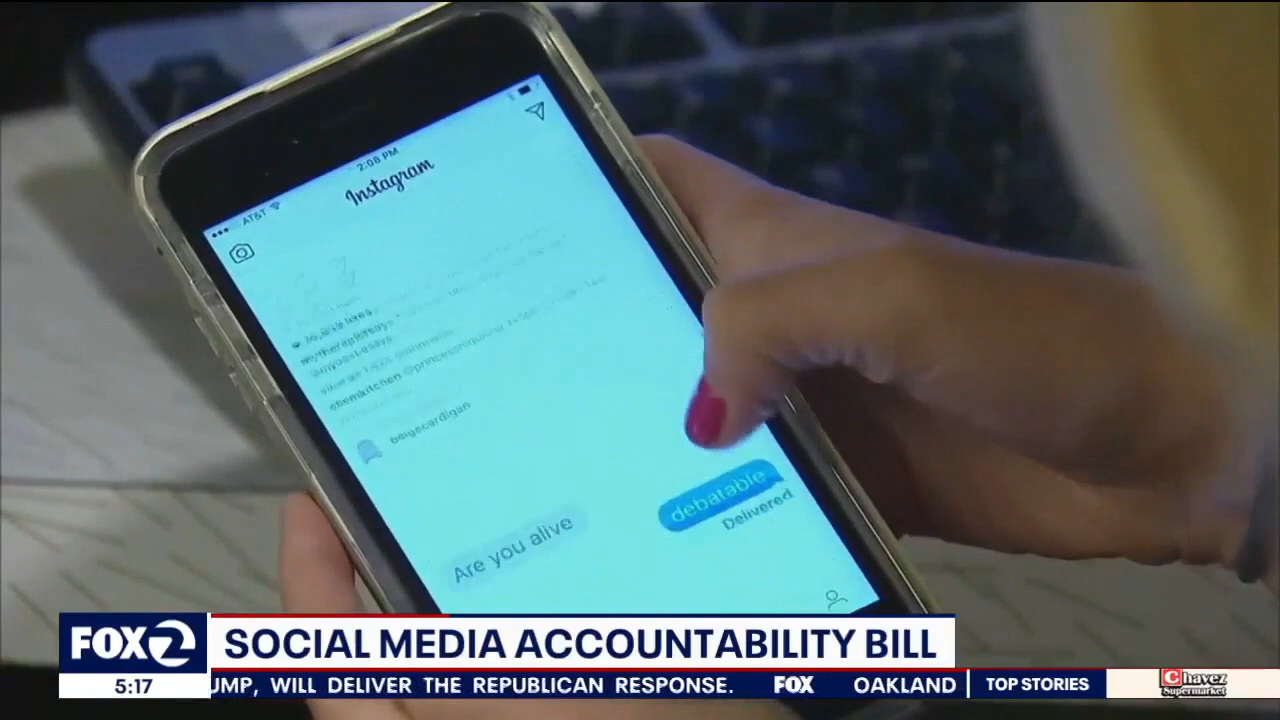 2:08 PM
AT&T
Instagram
beigecardigan
Are you alive
debatable
Delivered
FOX 2
SOCIAL MEDIA ACCOUNTABILITY BILL
5:17
UMP, WILL DELIVER THE REPUBLICAN RESPONSE.
FOX
OAKLAND
TOP STORIES
Chavez
Supermarket